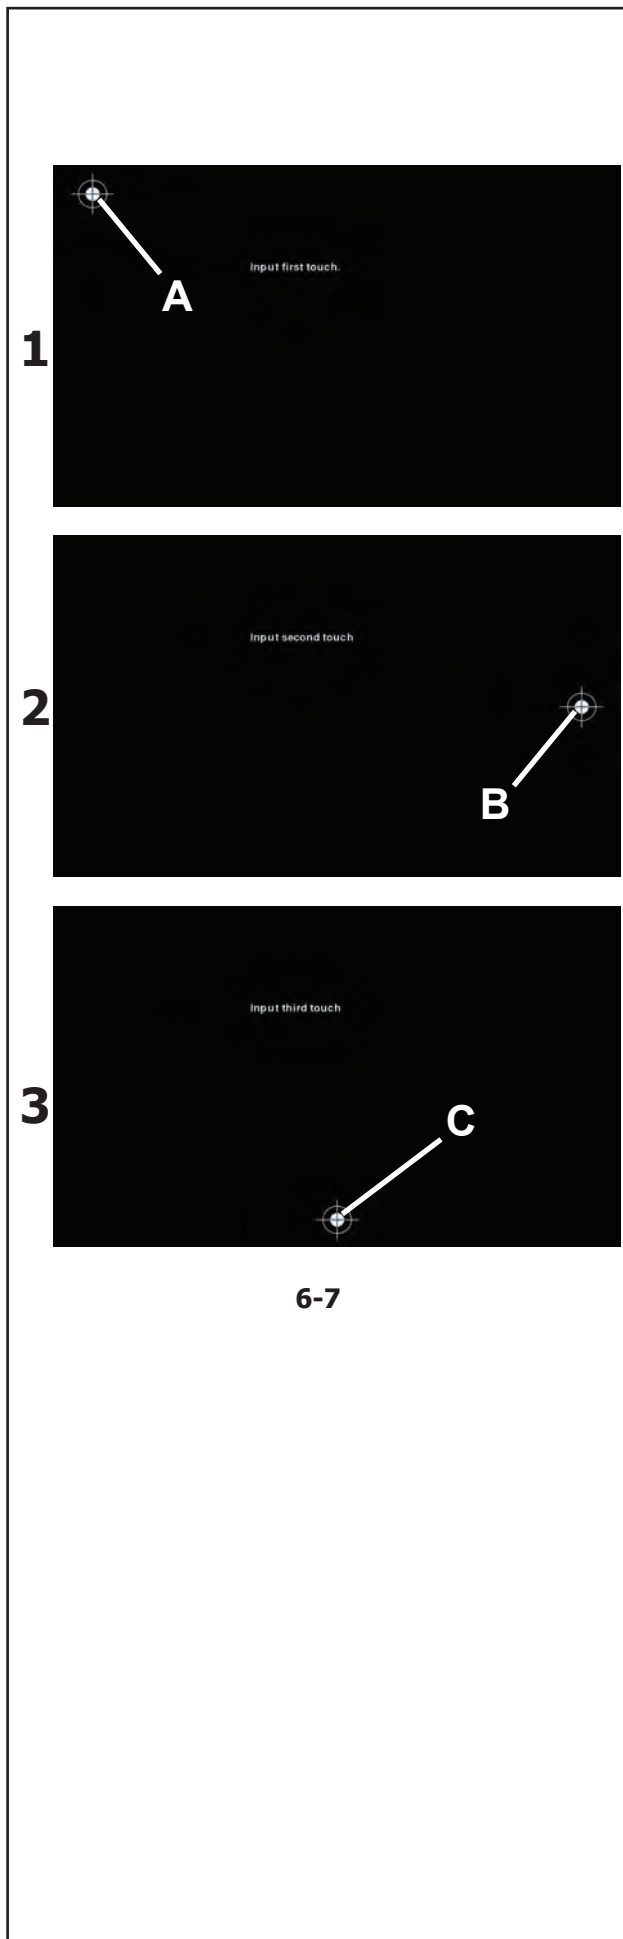 Input first touch.
A
1
Input second touch
2
B
Input third touch
3
C
6-7